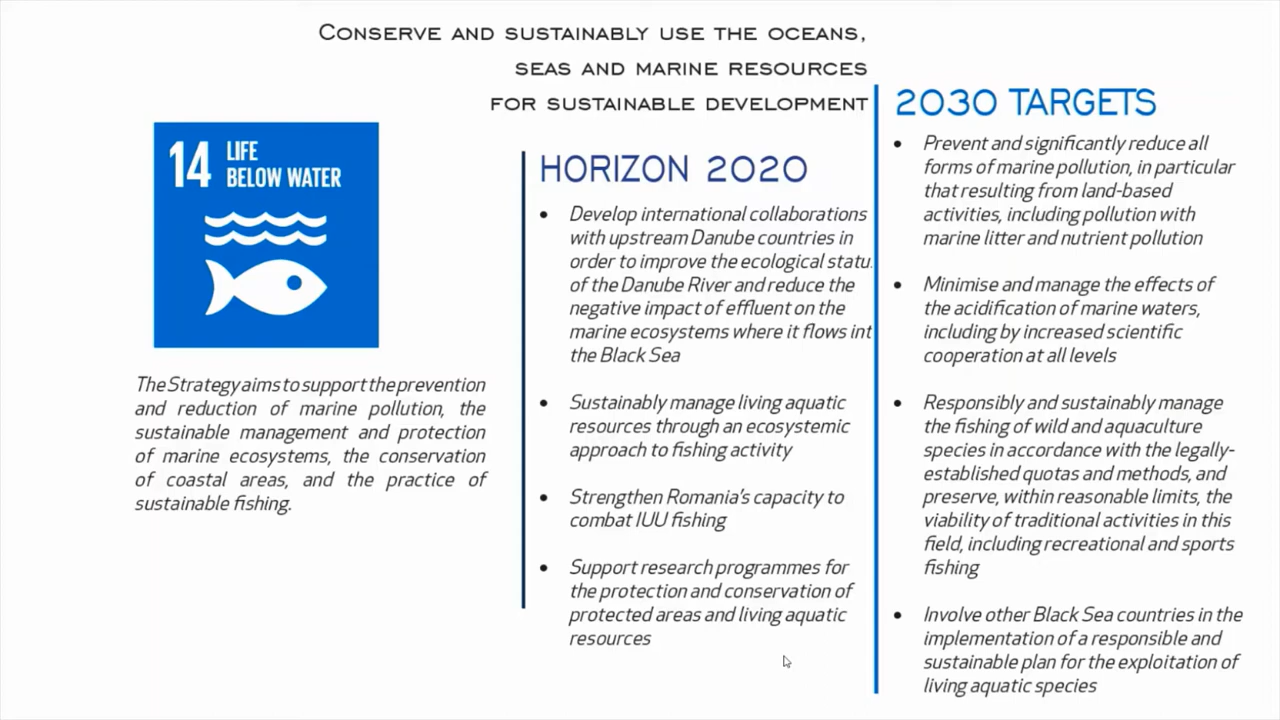 Conserve and sustainably use the oceans,
seas and marine resources
for sustainable development
14 LIFE
BELOW WATER
The Strategy aims to support the prevention
and reduction of marine pollution, the
sustainable management and protection
of marine ecosystems, the conservation
of coastal areas, and the practice of
sustainable fishing.
HORIZON 2020
• Develop international collaborations
with upstream Danube countries in
order to improve the ecological statu
of the Danube River and reduce the
negative impact of effluent on the
marine ecosystems where it flows int
the Black Sea
• Sustainably manage living aquatic
resources through an ecosystemic
approach to fishing activity
• Strengthen Romania's capacity to
combat IUU fishing
• Support research programmes for
the protection and conservation of
protected areas and living aquatic
resources
2030 TARGETS
• Prevent and significantly reduce all
forms of marine pollution, in particular
that resulting from land-based
activities, including pollution with
marine litter and nutrient pollution
• Minimise and manage the effects of
the acidification of marine waters,
including by increased scientific
cooperation at all levels
• Responsibly and sustainably manage
the fishing of wild and aquaculture
species in accordance with the legally-
established quotas and methods, and
preserve, within reasonable limits, the
viability of traditional activities in this
field, including recreational and sports
fishing
• Involve other Black Sea countries in the
implementation of a responsible and
sustainable plan for the exploitation of
living aquatic species